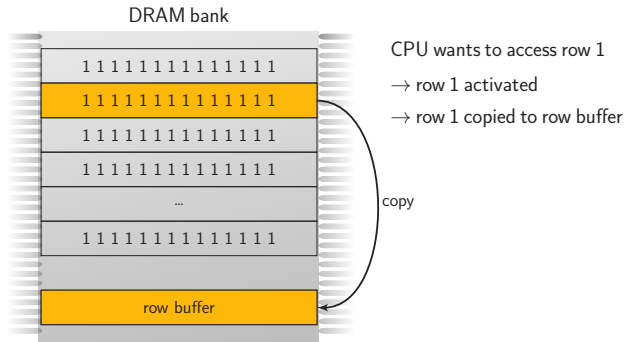 DRAM bank
1 1 1 1 1 1 1 1 1 1 1 1 1 1
1 1 1 1 1 1 1 1 1 1 1 1 1 1
1 1 1 1 1 1 1 1 1 1 1 1 1 1
1 1 1 1 1 1 1 1 1 1 1 1 1 1
...
1 1 1 1 1 1 1 1 1 1 1 1 1 1
row buffer
copy
CPU wants to access row 1
→ row 1 activated
→ row 1 copied to row buffer